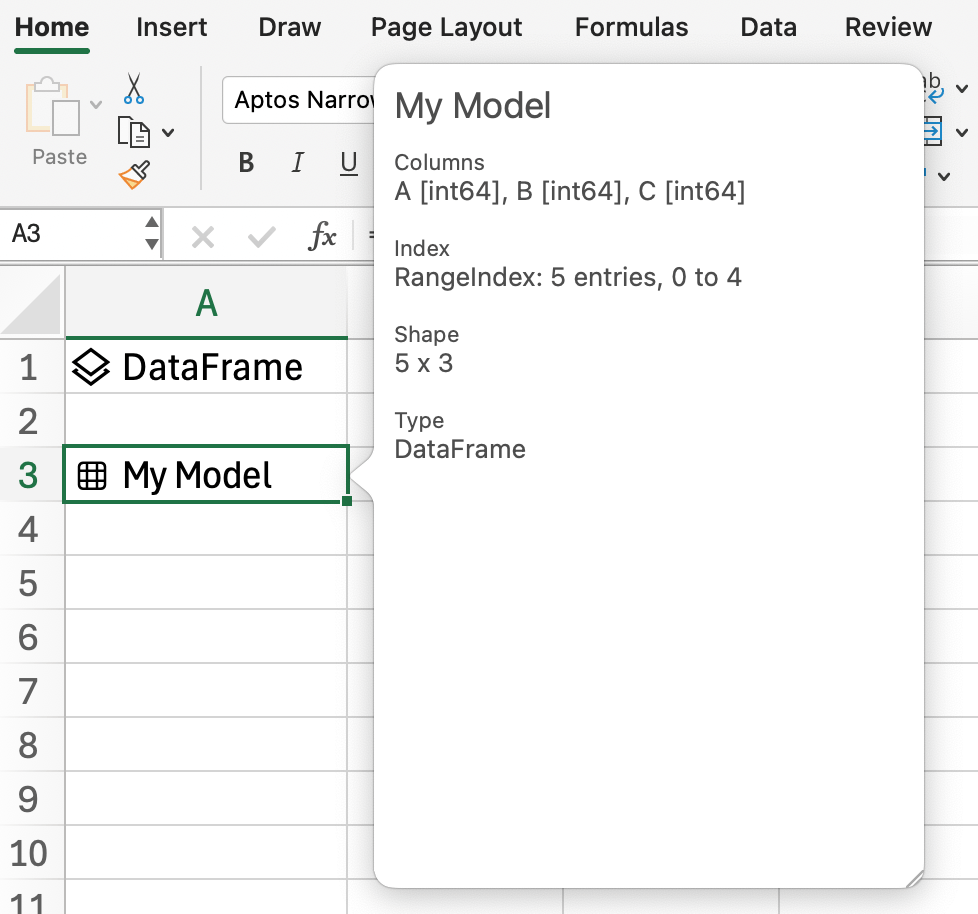 Home Insert Draw Page Layout Formulas Data Review
Paste
B I U
A3
fx =
A
1 DataFrame
2
3 My Model
4
5
6
7
8
9
10
11
My Model
Columns
A [int64], B [int64], C [int64]
Index
RangeIndex: 5 entries, 0 to 4
Shape
5 x 3
Type
DataFrame